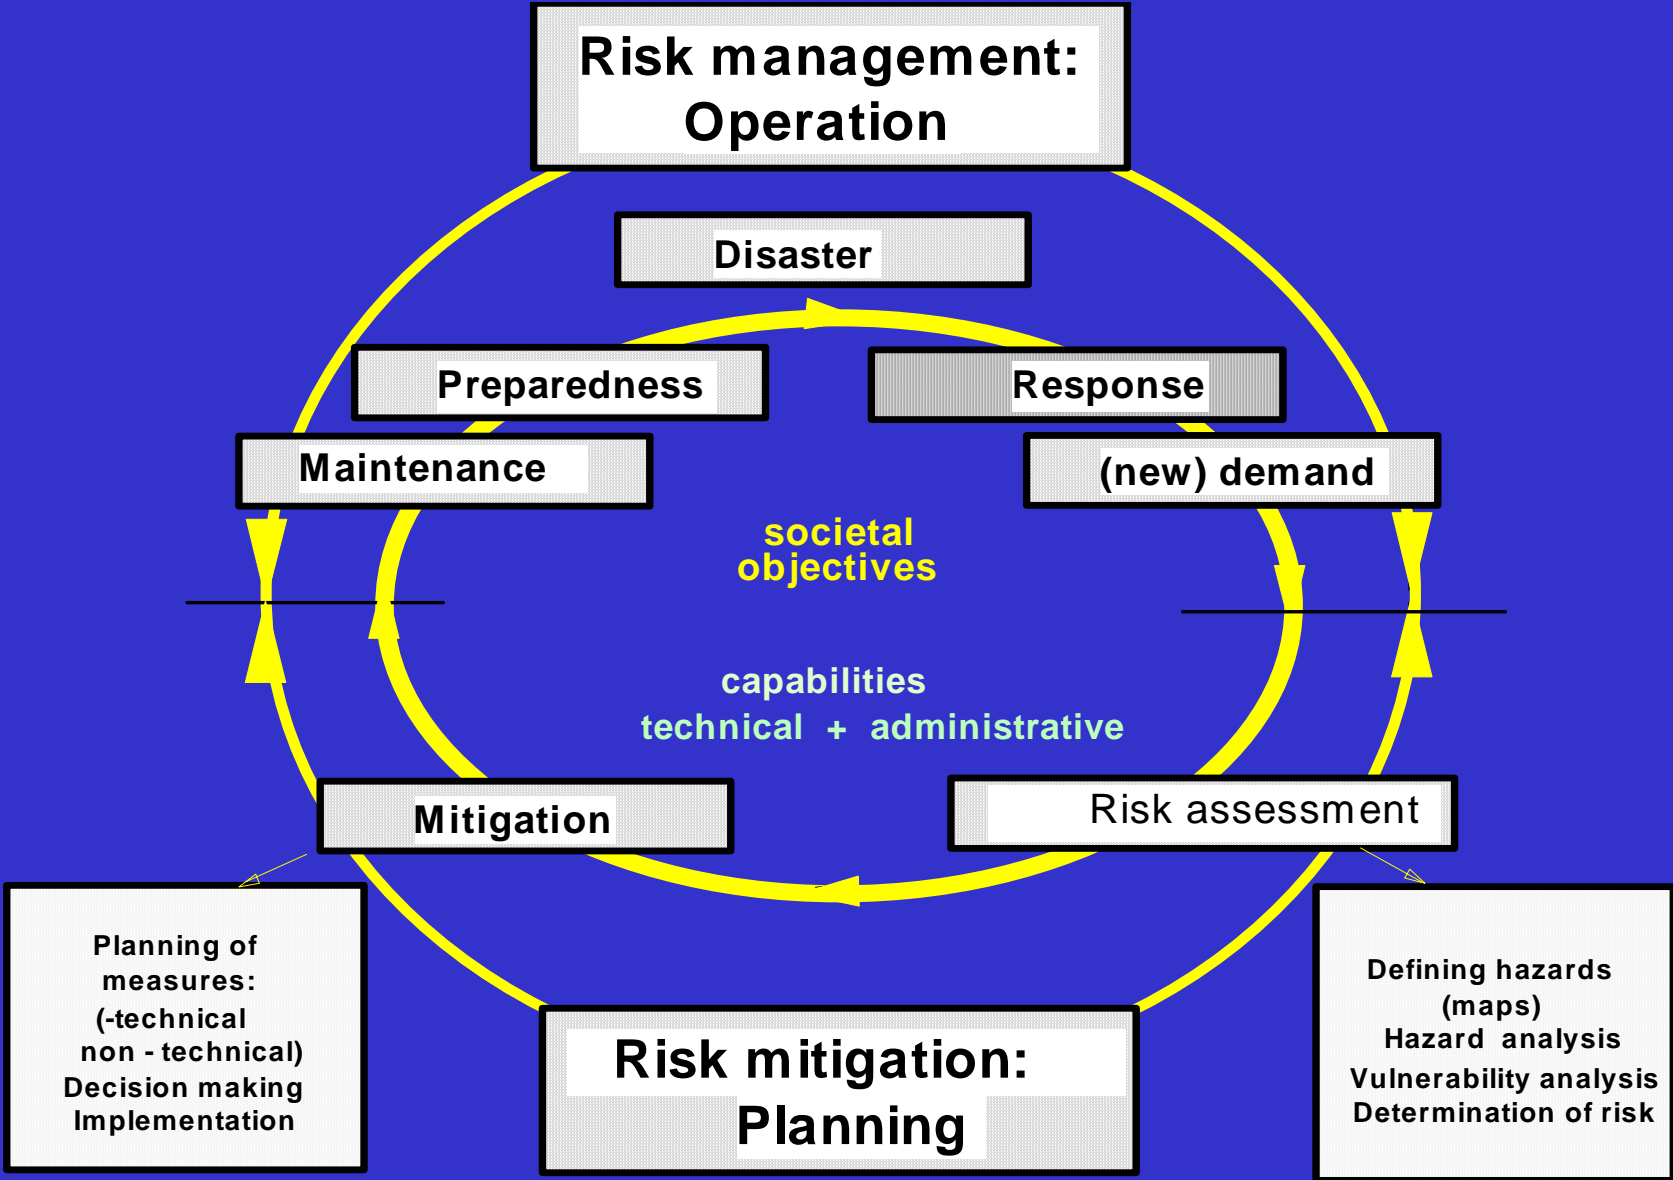 Risk management:
Operation
Disaster
Preparedness
Response
Maintenance
(new) demand
societal
objectives
capabilities
technical + administrative
Mitigation
Risk assessment
Planning of
measures:
(-technical
non - technical)
Decision making
Implementation
Defining hazards
(maps)
Hazard analysis
Vulnerability analysis
Determination of risk
Risk mitigation:
Planning